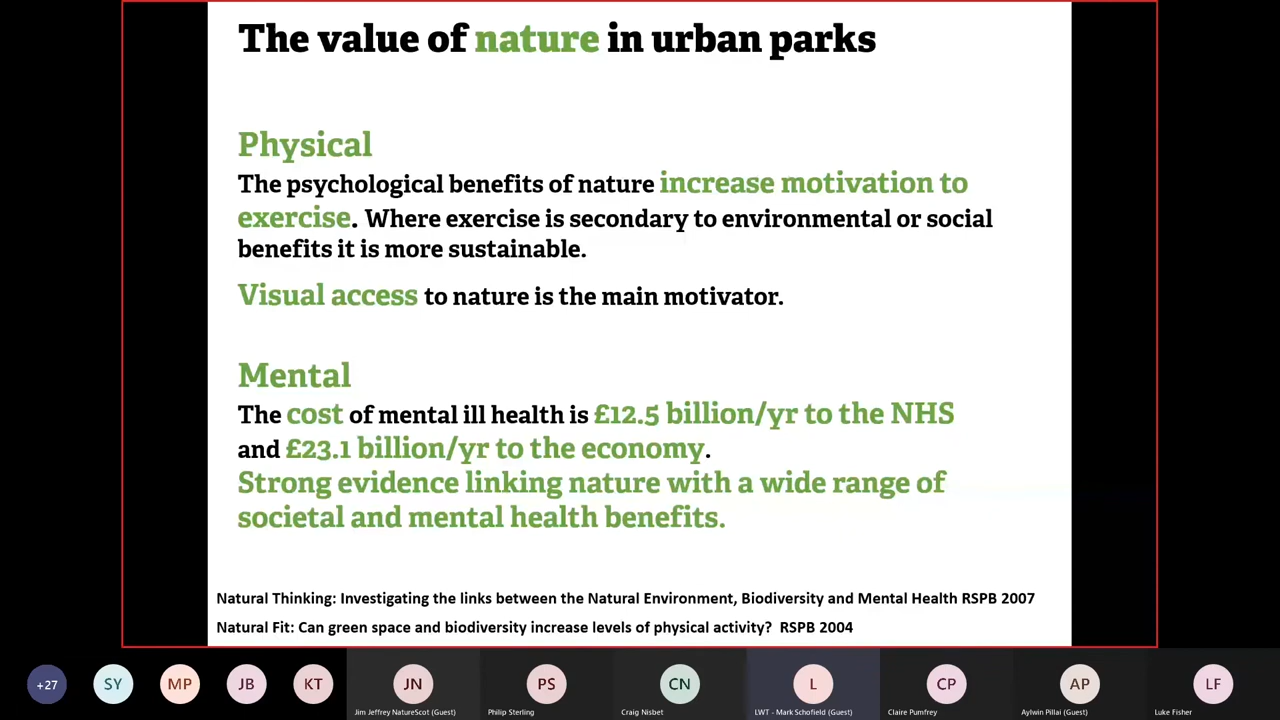 The value of nature in urban parks
Physical
The psychological benefits of nature increase motivation to
exercise. Where exercise is secondary to environmental or social
benefits it is more sustainable.
Visual access to nature is the main motivator.
Mental
The cost of mental ill health is £12.5 billion/yr to the NHS
and £23.1 billion/yr to the economy.
Strong evidence linking nature with a wide range of
societal and mental health benefits.
Natural Thinking: Investigating the links between the Natural Environment, Biodiversity and Mental Health RSPB 2007
Natural Fit: Can green space and biodiversity increase levels of physical activity? RSPB 2004
+27 SY MP JB KT JN PS CN L CP AP LF
Jim Jeffrey NatureScot (Guest) Philip Sterling Craig Nisbet LWT - Mark Schofield (Guest) Claire Pumfrey Aylwin Pillai (Guest) Luke Fisher